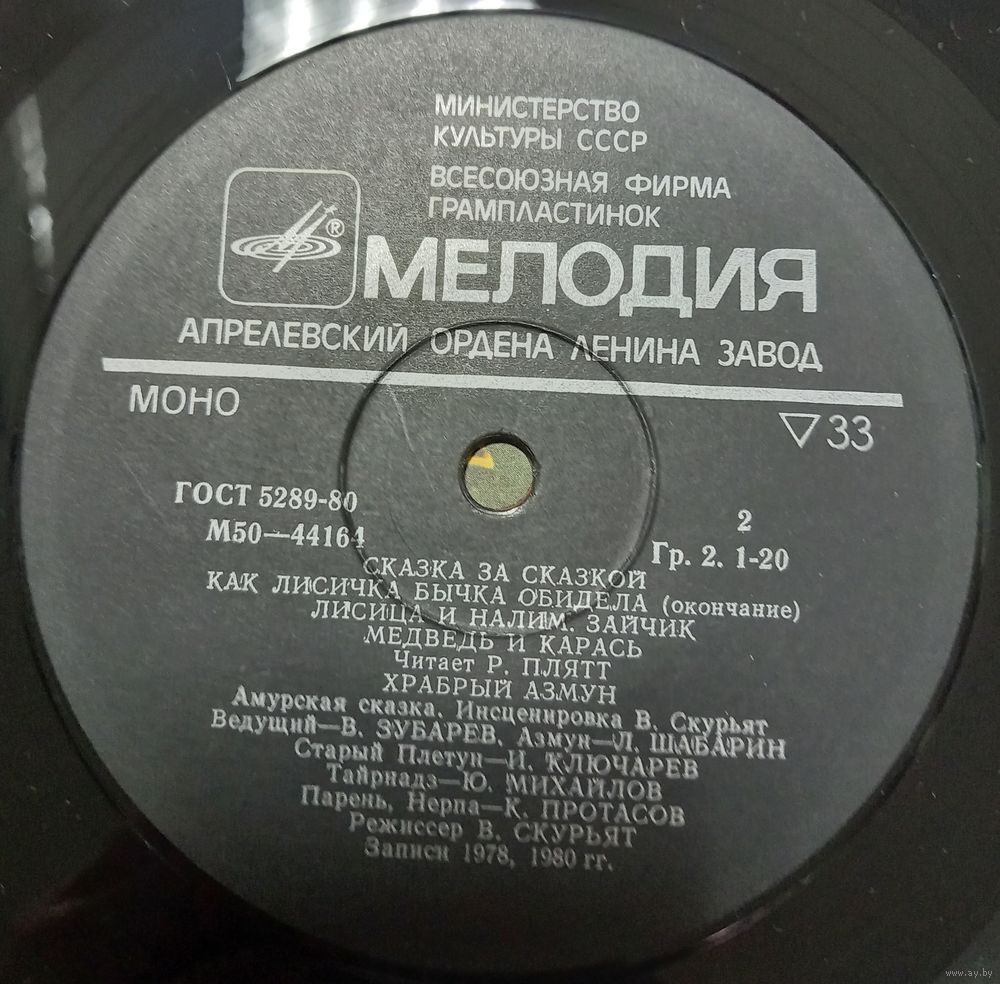 МИНИСТЕРСТВО
КУЛЬТУРЫ СССР
ВСЕСОЮЗНАЯ ФИРМА
ГРАМПЛАСТИНОК
®
МЕЛОДИЯ
АПРЕЛЕВСКИЙ ОРДЕНА ЛЕНИНА ЗАВОД
МОНО
▽33
ГОСТ 5289-80
М50—44164
2
Гр. 2. 1-20
СКАЗКА ЗА СКАЗКОЙ
КАК ЛИСИЧКА БЫЧКА ОБИДЕЛА (окончание)
ЛИСИЦА И НАЛИМ. ЗАЙЧИК
МЕДВЕДЬ И КАРАСЬ
Читает Р. ПЛЯТТ
ХРАБРЫЙ АЗМУН
Амурская сказка. Инсценировка В. Скурьят
Ведущий—В. ЗУБАРЕВ, Азмун—Л. ШАБАРИН
Старый Плетун—И. КЛЮЧАРЕВ
Тайрнадз—Ю. МИХАЙЛОВ
Парень, Нерпа—К. ПРОТАСОВ
Режиссер В. СКУРЬЯТ
Записи 1978, 1980 гг.
www.ay.by